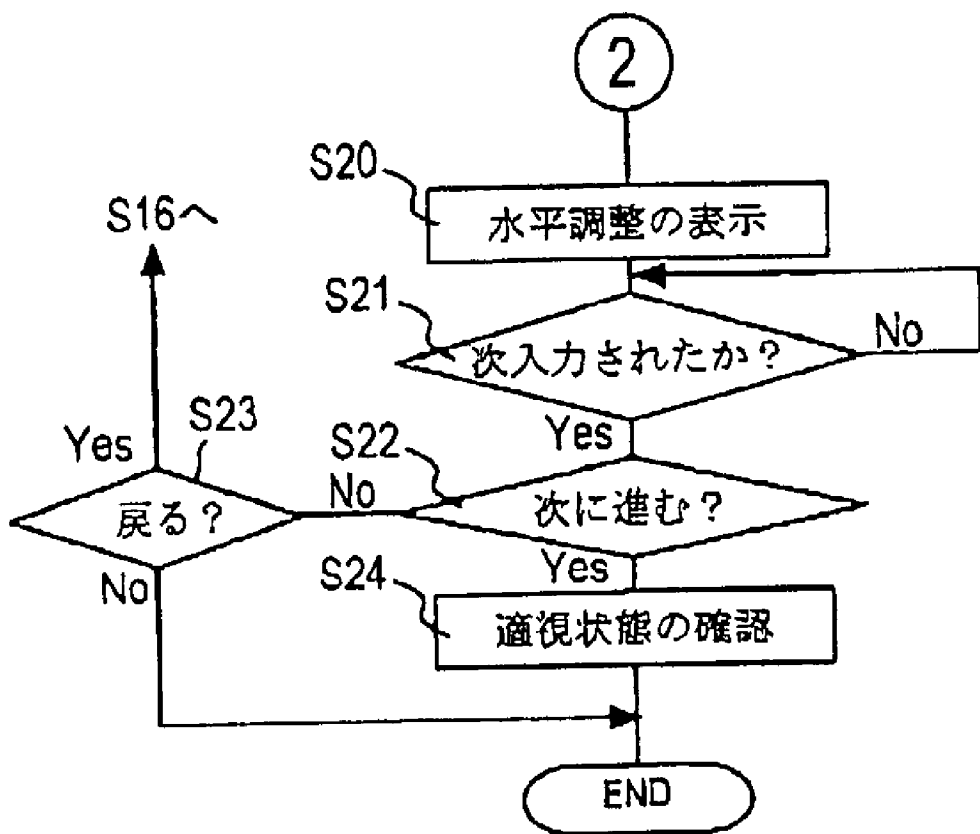 2
S20
水平調整の表示
S16へ
S21
次入力されたか？
No
Yes
S23
Yes
S22
No
戻る？
次に進む？
No
Yes
S24
適視状態の確認
END